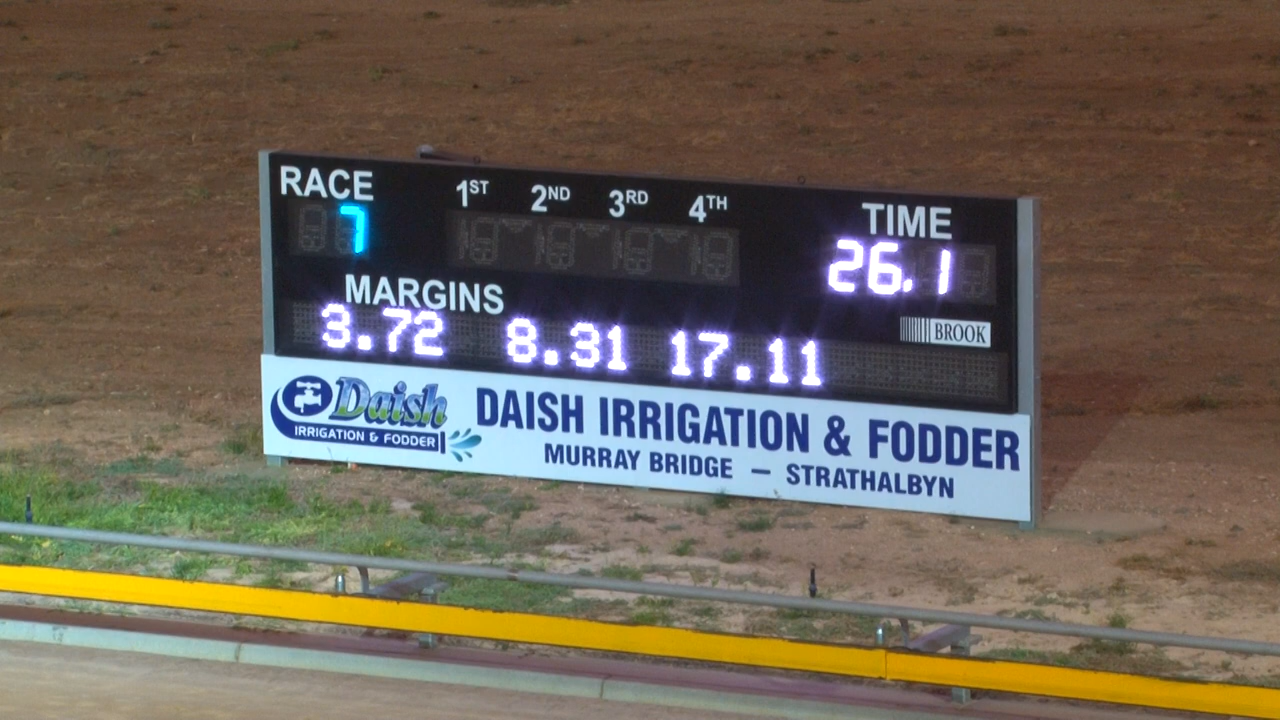 RACE 1ST 2ND 3RD 4TH TIME
7 26.1
MARGINS
3.72 8.31 17.11
BROOK
Daish
IRRIGATION & FODDER
DAISH IRRIGATION & FODDER
MURRAY BRIDGE — STRATHALBYN